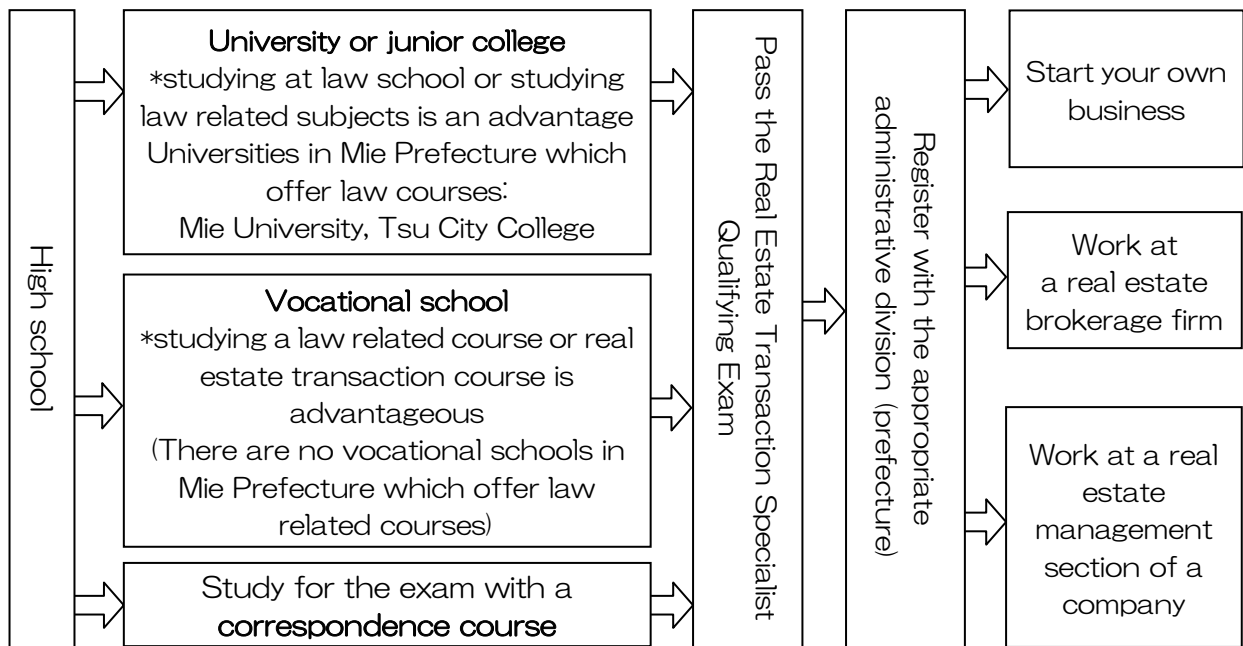 High school
University or junior college
*studying at law school or studying
law related subjects is an advantage
Universities in Mie Prefecture which
offer law courses:
Mie University, Tsu City College
Vocational school
*studying a law related course or real
estate transaction course is
advantageous
(There are no vocational schools in
Mie Prefecture which offer law
related courses)
Study for the exam with a
correspondence course
Pass the Real Estate Transaction Specialist
Qualifying Exam
Register with the appropriate
administrative division (prefecture)
Start your own
business
Work at
a real estate
brokerage firm
Work at a real
estate
management
section of a
company